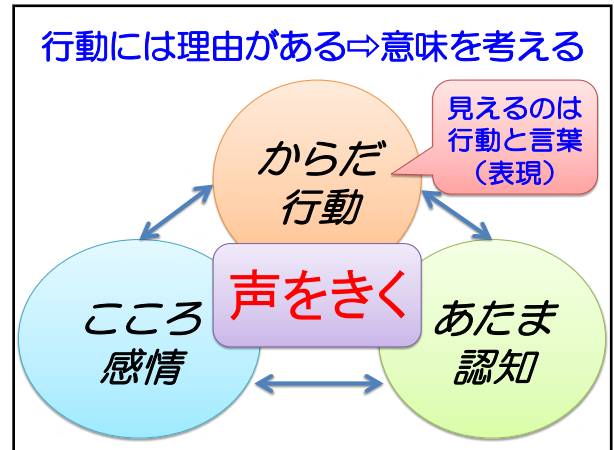 行動には理由がある⇨意味を考える
見えるのは
行動と言葉
（表現）
からだ
行動
声をきく
こころ
感情
あたま
認知